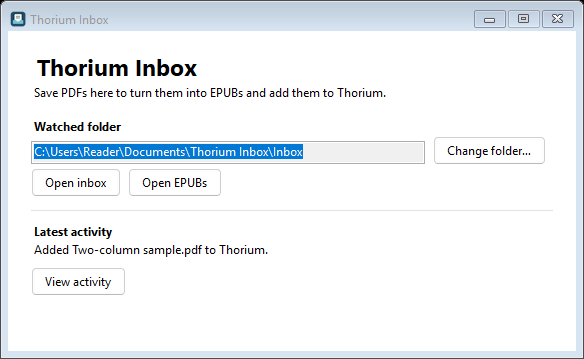 Thorium Inbox
Thorium Inbox
Save PDFs here to turn them into EPUBs and add them to Thorium.
Watched folder
C:\Users\Reader\Documents\Thorium Inbox\Inbox
Change folder...
Open inbox
Open EPUBs
Latest activity
Added Two-column sample.pdf to Thorium.
View activity